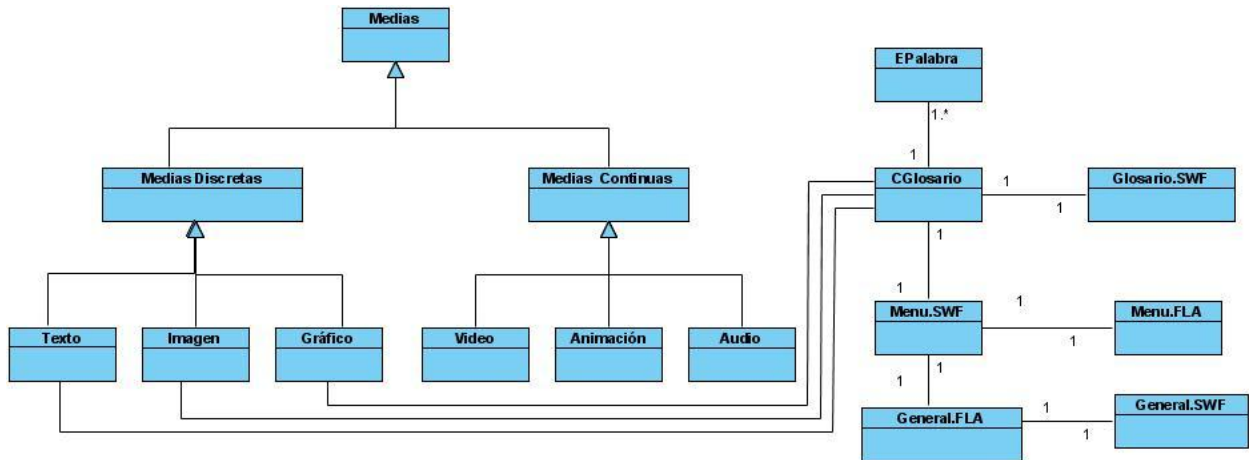 Medias
EPalabra
1.*
1
Medias Discretas
Medias Continuas
CGlosario
1
1
Glosario.SWF
1
1
Texto
Imagen
Gráfico
Video
Animación
Audio
Menu.SWF
1
1
Menu.FLA
1
1
General.FLA
1
1
General.SWF